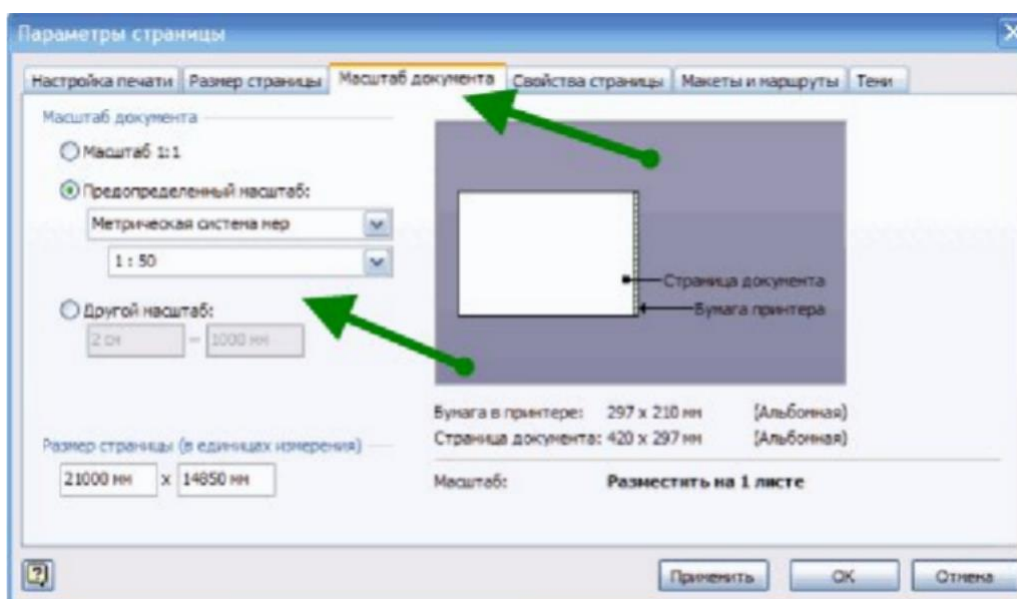 Параметры страницы
Настройка печати Размер страницы Масштаб документа Свойства страницы Макеты и маршруты Тени
Масштаб документа
Масштаб 1:1
Предопределенный масштаб:
Метрическая система мер
1 : 50
Другой масштаб:
2 см = 1000 мм
Страница документа
Бумага принтера
Бумага в принтере: 297 x 210 мм (Альбомная)
Страница документа: 420 x 297 мм (Альбомная)
Размер страницы (в единицах измерения)
21000 мм x 14850 мм
Масштаб: Разместить на 1 листе
Применить OK Отмена